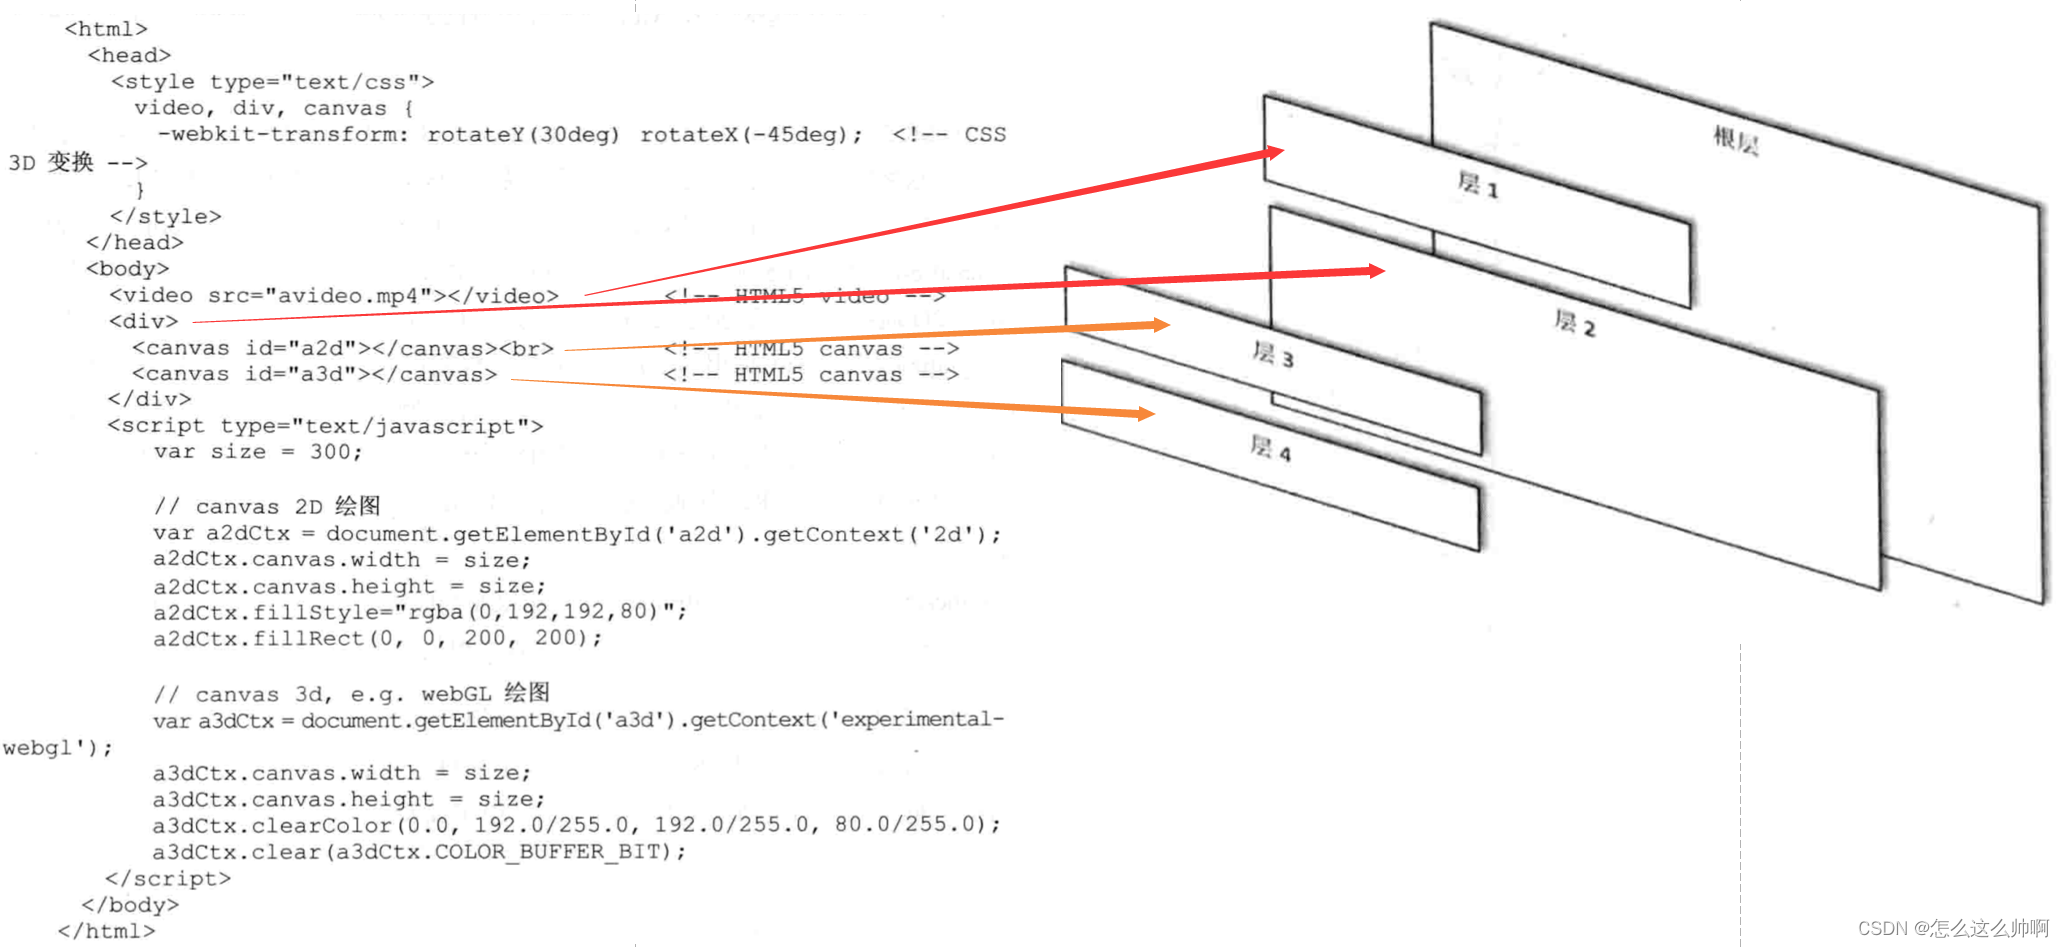 <html>
<head>
<style type="text/css">
video, div, canvas {
-webkit-transform: rotateY(30deg) rotateX(-45deg); <!-- CSS
3D 变换 -->
}
</style>
</head>
<body>
<video src="avideo.mp4"></video> <!-- HTML5 video -->
<div>
<canvas id="a2d"></canvas><br> <!-- HTML5 canvas -->
<canvas id="a3d"></canvas> <!-- HTML5 canvas -->
</div>
<script type="text/javascript">
var size = 300;
// canvas 2D 绘图
var a2dCtx = document.getElementById('a2d').getContext('2d');
a2dCtx.canvas.width = size;
a2dCtx.canvas.height = size;
a2dCtx.fillStyle="rgba(0,192,192,80)";
a2dCtx.fillRect(0, 0, 200, 200);
// canvas 3d, e.g. webGL 绘图
var a3dCtx = document.getElementById('a3d').getContext('experimental-
webgl');
a3dCtx.canvas.width = size;
a3dCtx.canvas.height = size;
a3dCtx.clearColor(0.0, 192.0/255.0, 192.0/255.0, 80.0/255.0);
a3dCtx.clear(a3dCtx.COLOR_BUFFER_BIT);
</script>
</body>
</html>
根层
层 1
层 2
层 3
层 4
CSDN @怎么这么帅啊